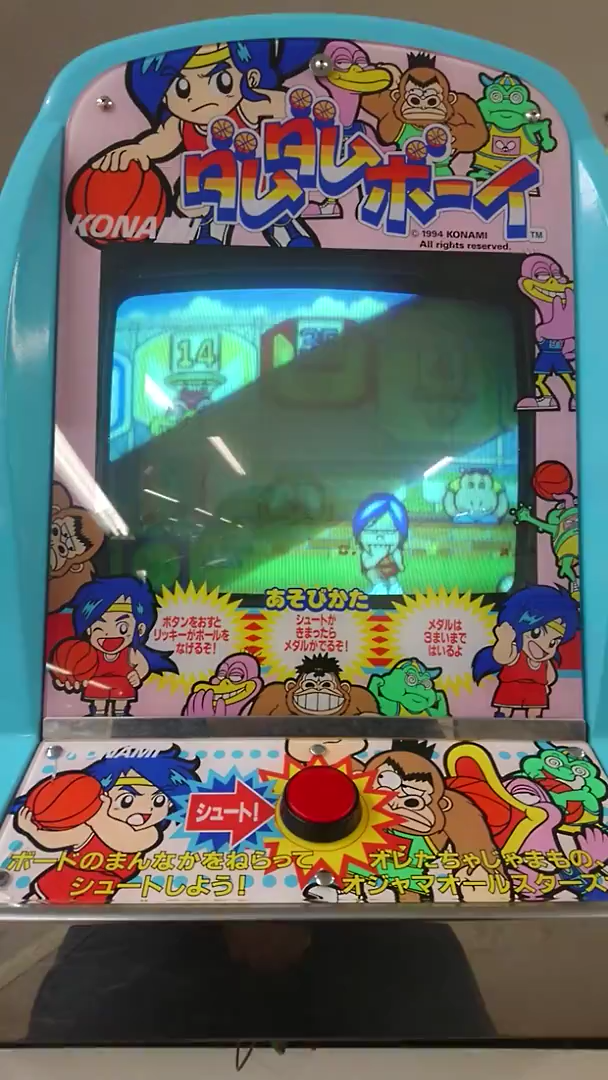 ダムダムボーイ
TM
KONAMI
© 1994 KONAMI
All rights reserved.
14
あそびかた
ボタンをおすと
リッキーがボールを
なげるぞ!
シュートが
きまったら
メダルがでるぞ!
メダルは
3まいまで
はいるよ
KONAMI
シュート!
ボードのまんなかをねらって
シュートしよう!
オレたちゃじゃまもの、
オジャマオールスターズ